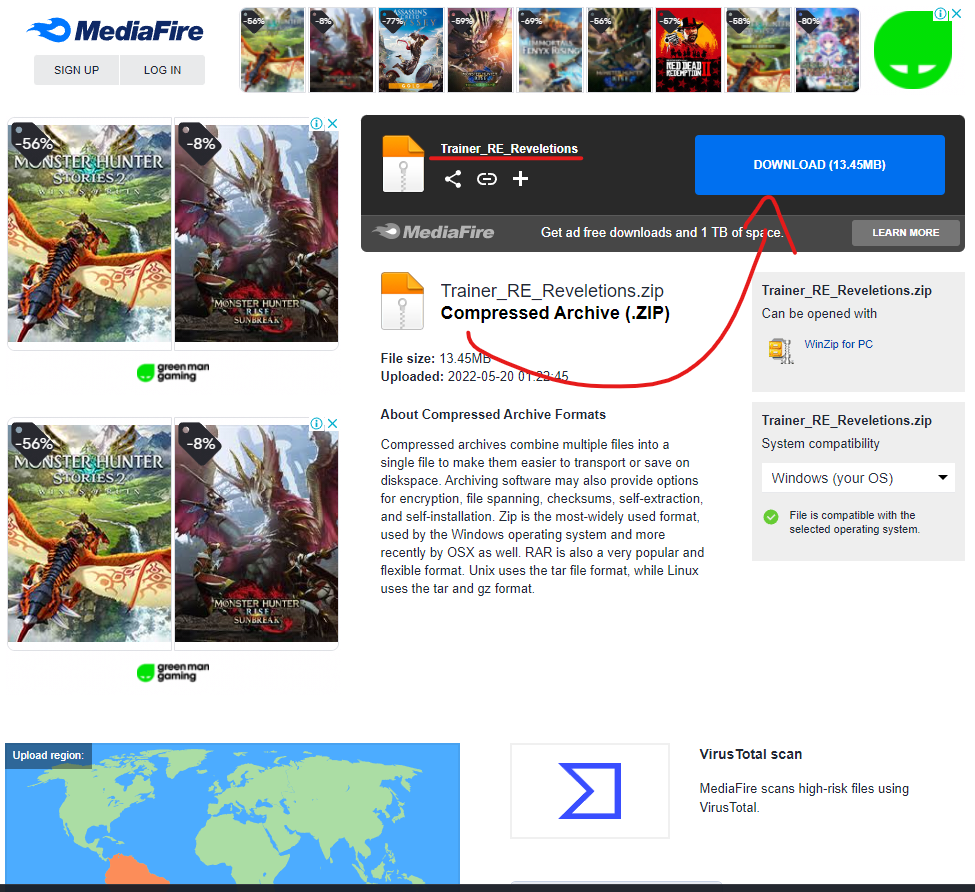 MediaFire
SIGN UP
LOG IN
-56%
-8%
-77%
-59%
-69%
-56%
-57%
-58%
-80%
RED DEAD
REDEMPTION II
-56%
MONSTER HUNTER
STORIES 2
WINGS OF RUIN
-8%
MONSTER HUNTER
RISE
SUNBREAK
green man
gaming
Trainer_RE_Reveletions
DOWNLOAD (13.45MB)
MediaFire
Get ad free downloads and 1 TB of space.
LEARN MORE
Trainer_RE_Reveletions.zip
Compressed Archive (.ZIP)
File size: 13.45MB
Uploaded: 2022-05-20 01:22:45
About Compressed Archive Formats
Compressed archives combine multiple files into a
single file to make them easier to transport or save on
diskspace. Archiving software may also provide options
for encryption, file spanning, checksums, self-extraction,
and self-installation. Zip is the most-widely used format,
used by the Windows operating system and more
recently by OSX as well. RAR is also a very popular and
flexible format. Unix uses the tar file format, while Linux
uses the tar and gz format.
Trainer_RE_Reveletions.zip
Can be opened with
WinZip for PC
Trainer_RE_Reveletions.zip
System compatibility
Windows (your OS)
File is compatible with the
selected operating system.
-56%
MONSTER HUNTER
STORIES 2
WINGS OF RUIN
-8%
MONSTER HUNTER
RISE
SUNBREAK
green man
gaming
Upload region:
VirusTotal scan
MediaFire scans high-risk files using
VirusTotal.